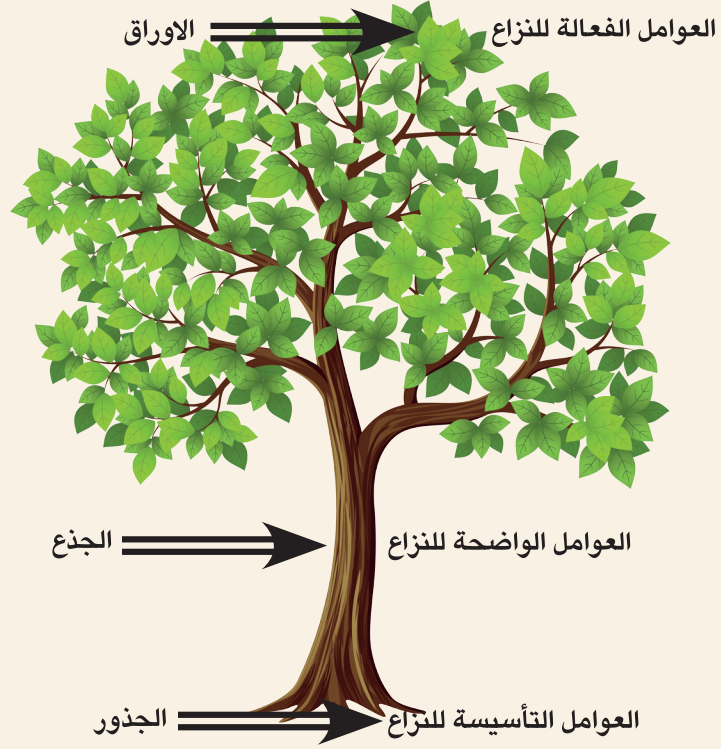 العوامل الفعالة للنزاع
الاوراق
العوامل الواضحة للنزاع
الجذع
العوامل التأسيسة للنزاع
الجذور